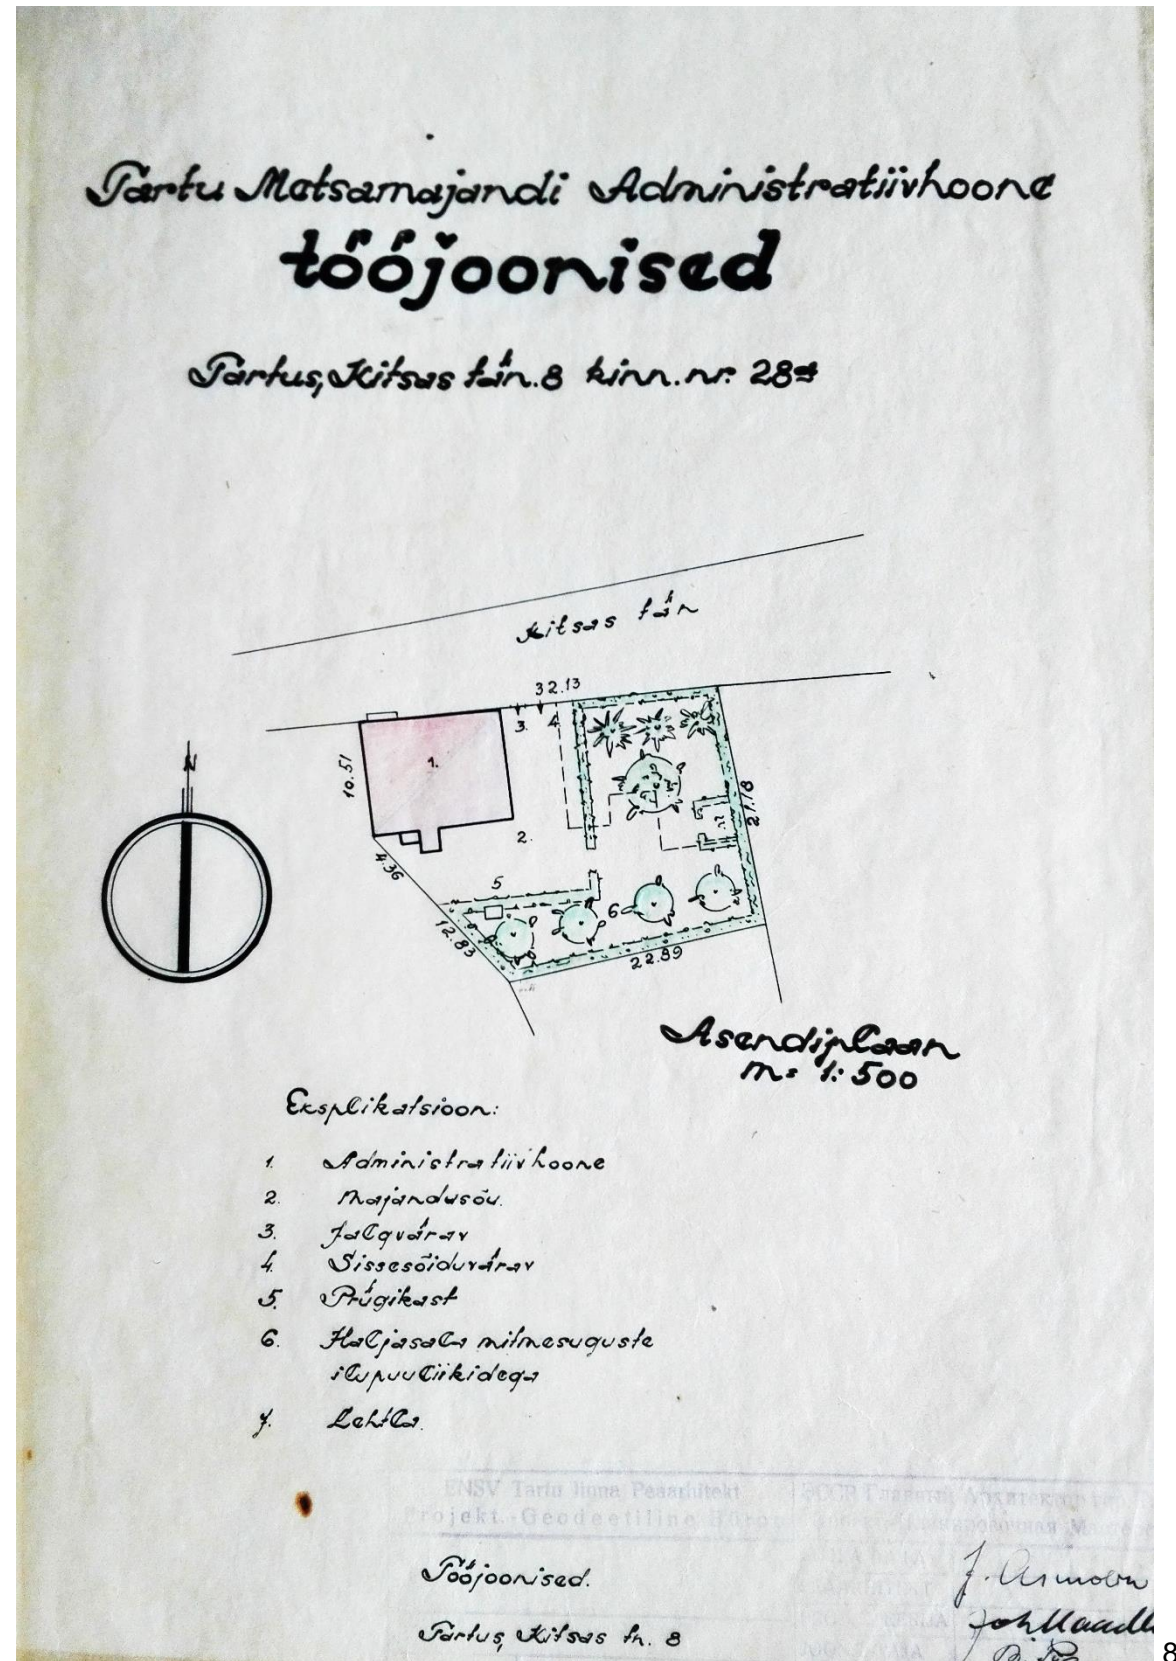 Tartu Metsamajandi Administratiivhoone
tööjoonised
Tartus, Kitsas tän. 8 kinn. nr. 28
Kitsas tän
32.13
3.
4.
1.
10.51
N
2.
21.18
7.
4.36
5
6
12.83
22.89
Asendiplaan
M= 1:500
Eksplikatsioon:
1. Administratiivhoone
2. Majandusõu.
3. Jalgvärav
4. Sissesõiduvärav
5. Prügikast
6. Haljasala mitmesuguste
ilupuuliikidega
7. Lehtla.
ENSV Tartu linna Peaarhitekt
Projekt.-Geodeetiline Büroo
Tööjoonised.
Tartus, Kitsas tn. 8
8